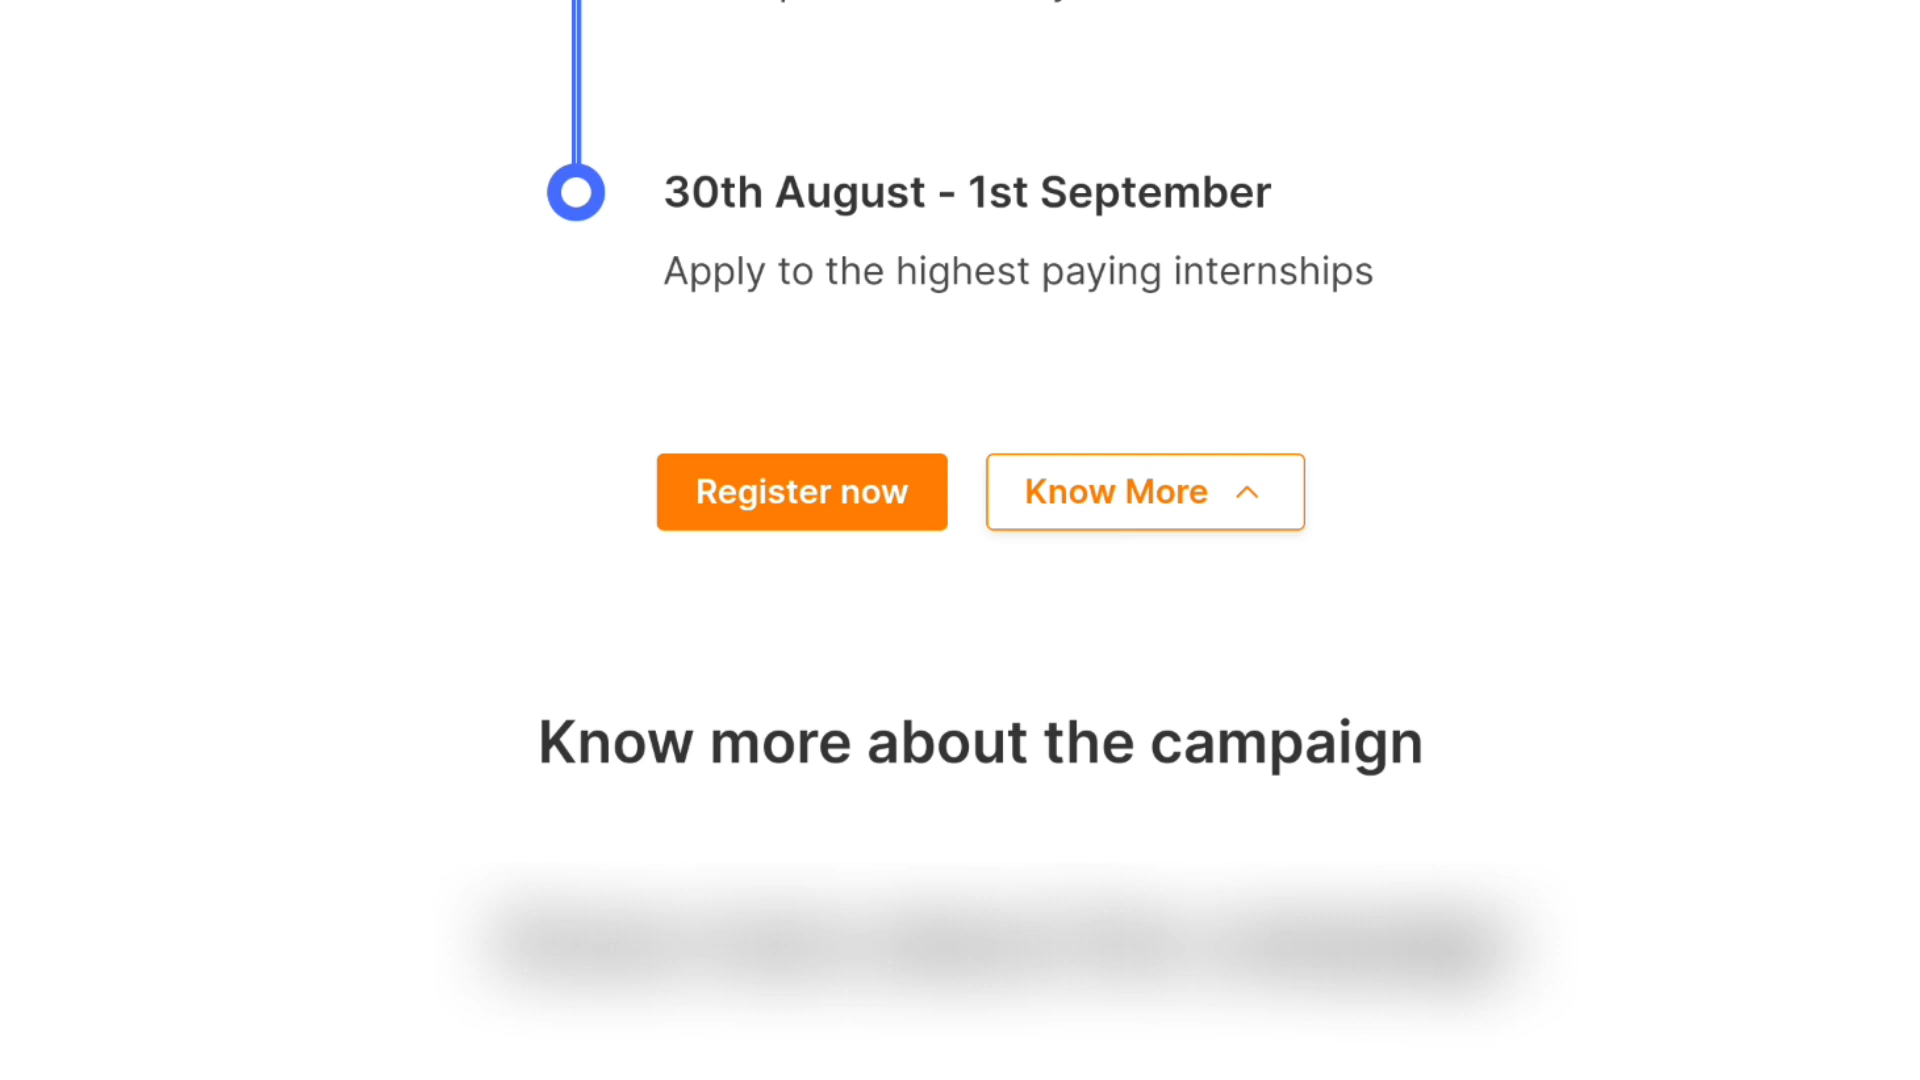 30th August - 1st September
Apply to the highest paying internships
Register now
Know More
Know more about the campaign